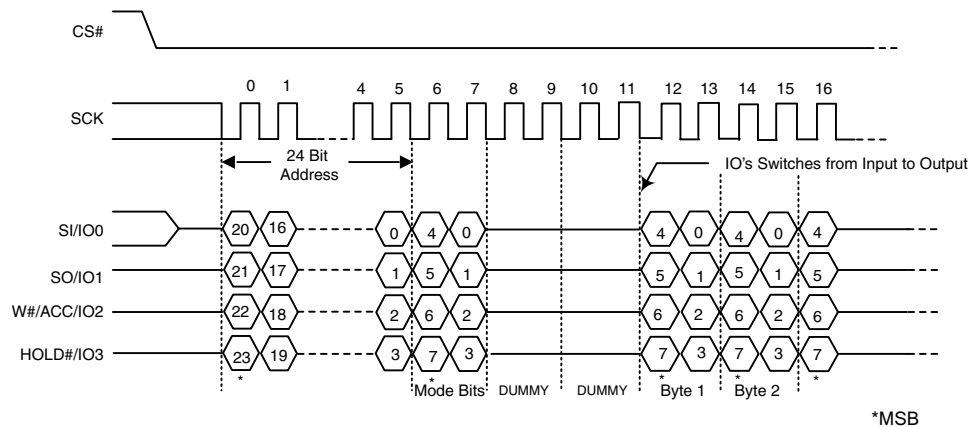 CS#
0 1 4 5 6 7 8 9 10 11 12 13 14 15 16
SCK
24 Bit
Address
IO's Switches from Input to Output
SI/IO0 20 16 0 4 0 4 0 4 0 4
SO/IO1 21 17 1 5 1 5 1 5 1 5
W#/ACC/IO2 22 18 2 6 2 6 2 6 2 6
HOLD#/IO3 23 19 3 7 3 7 3 7 3 7
* * * * *
Mode Bits DUMMY DUMMY Byte 1 Byte 2
*MSB